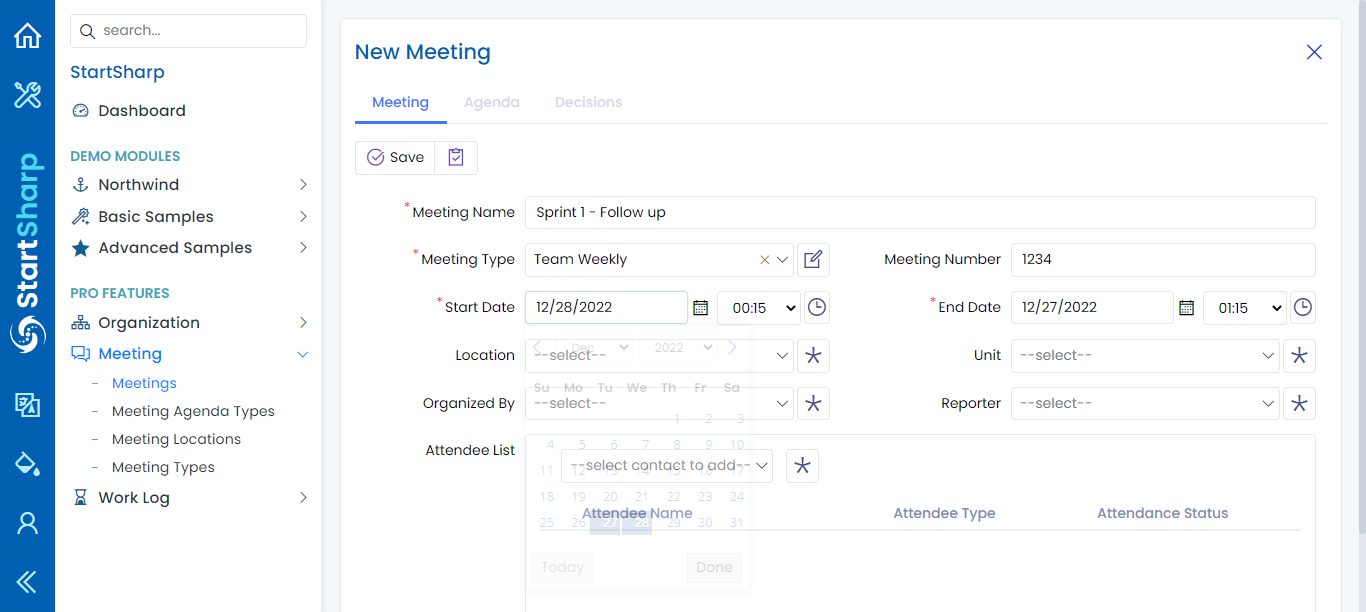 search...
StartSharp
Dashboard
DEMO MODULES
Northwind
Basic Samples
Advanced Samples
PRO FEATURES
Organization
Meeting
Meetings
Meeting Agenda Types
Meeting Locations
Meeting Types
Work Log
StartSharp
New Meeting
Meeting Agenda Decisions
Save
*Meeting Name Sprint 1 - Follow up
*Meeting Type Team Weekly Meeting Number 1234
*Start Date 12/28/2022 00:15 *End Date 12/27/2022 01:15
Location --select-- Unit --select--
Dec 2022
Su Mo Tu We Th Fr Sa
Organized By --select-- Reporter --select--
1 2 3
Attendee List
4 5 6 7 8 9 10
--select contact to add--
11 12 13 14 15 16 17
18 19 20 21 22 23 24
Attendee Name Attendee Type Attendance Status
25 26 27 28 29 30 31
Today Done